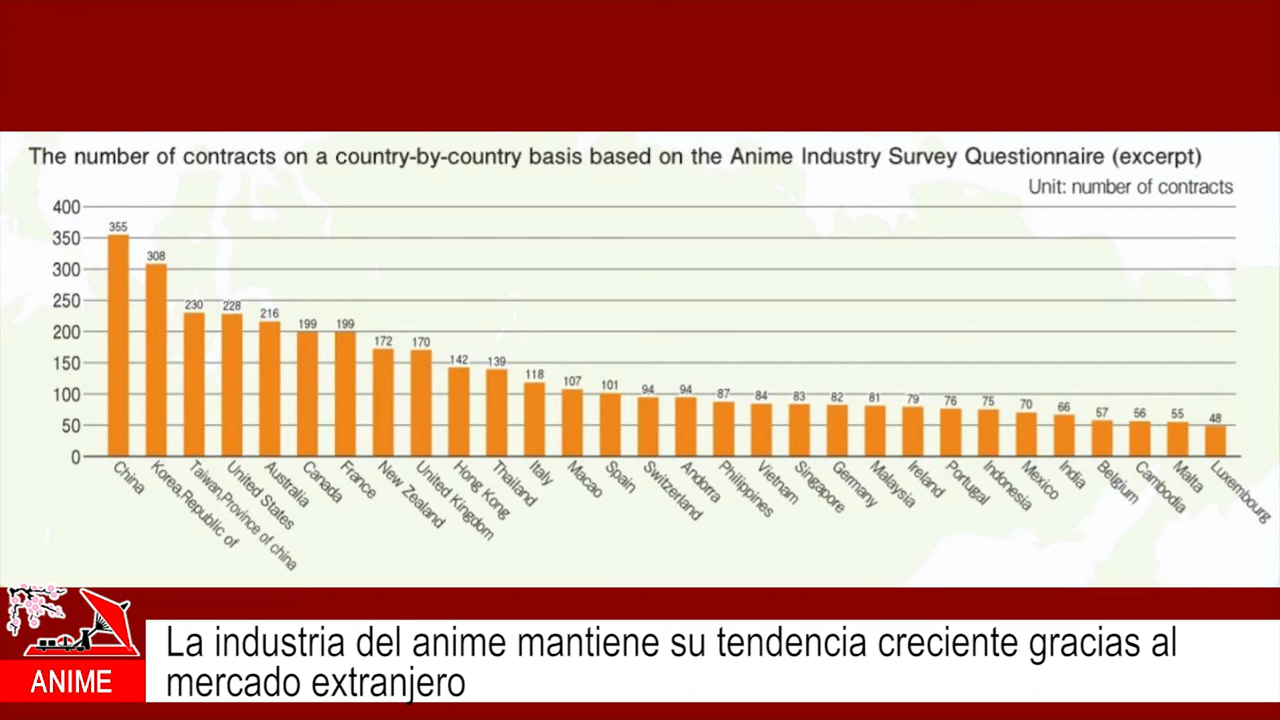 The number of contracts on a country-by-country basis based on the Anime Industry Survey Questionnaire (excerpt)
Unit: number of contracts
400
350
300
250
200
150
100
50
0
355
308
230
228
216
199
199
172
170
142
139
118
107
101
94
94
87
84
83
82
81
79
76
75
70
66
57
56
55
48
China
Korea,Republic of
Taiwan,Province of china
United States
Australia
Canada
France
New Zealand
United Kingdom
Hong Kong
Thailand
Italy
Macao
Spain
Switzerland
Andorra
Philippines
Vietnam
Singapore
Germany
Malaysia
Ireland
Portugal
Indonesia
Mexico
India
Belgium
Cambodia
Malta
Luxembourg
ANIME
La industria del anime mantiene su tendencia creciente gracias al
mercado extranjero